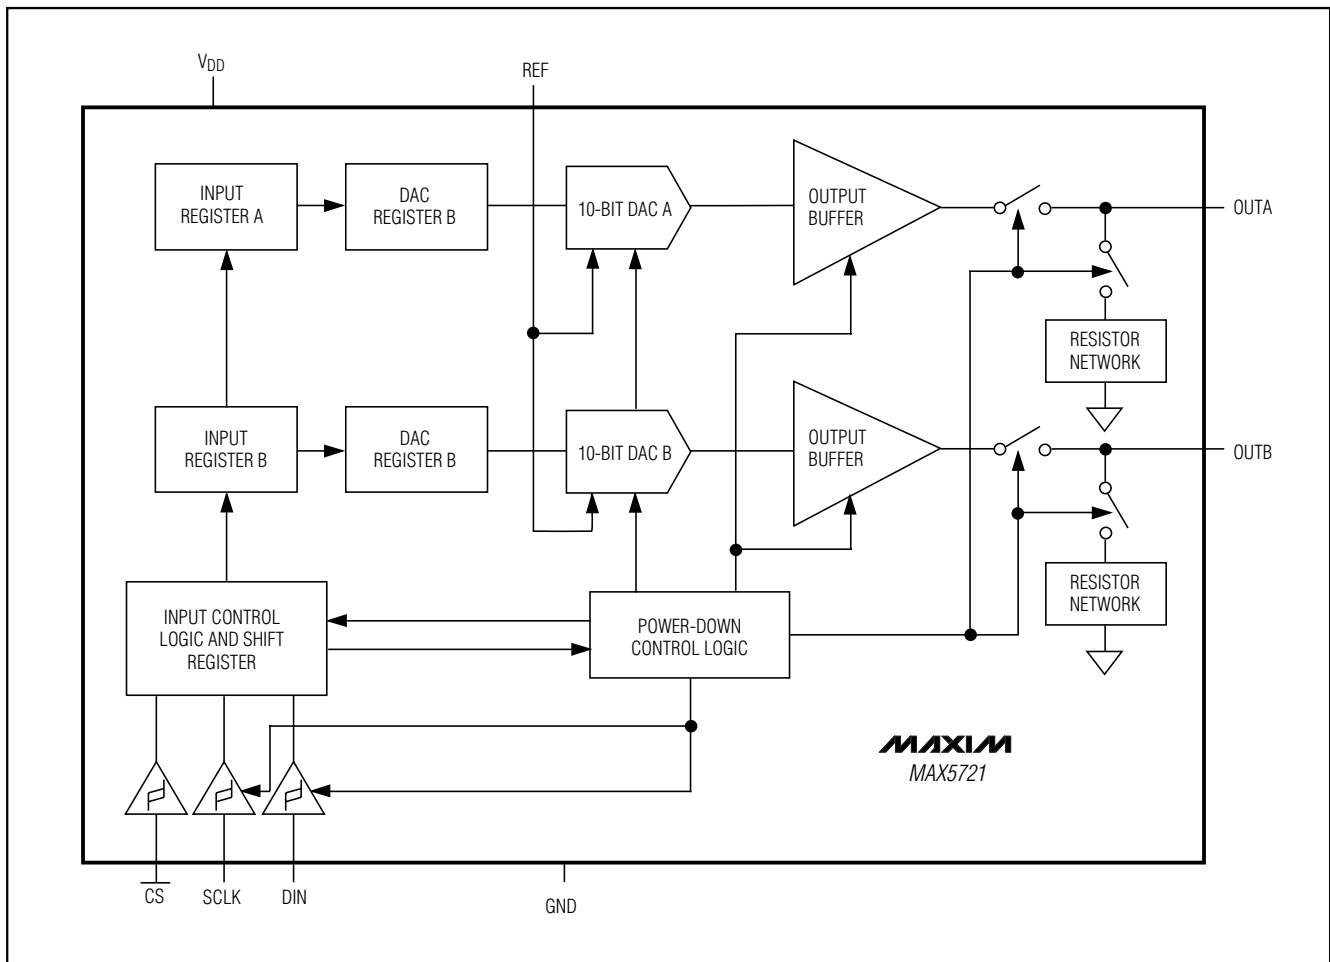 VDD
REF
INPUT
REGISTER A
DAC
REGISTER B
10-BIT DAC A
OUTPUT
BUFFER
OUTA
RESISTOR
NETWORK
INPUT
REGISTER B
DAC
REGISTER B
10-BIT DAC B
OUTPUT
BUFFER
OUTB
RESISTOR
NETWORK
INPUT CONTROL
LOGIC AND SHIFT
REGISTER
POWER-DOWN
CONTROL LOGIC
MAXIM
MAX5721
CS
SCLK
DIN
GND